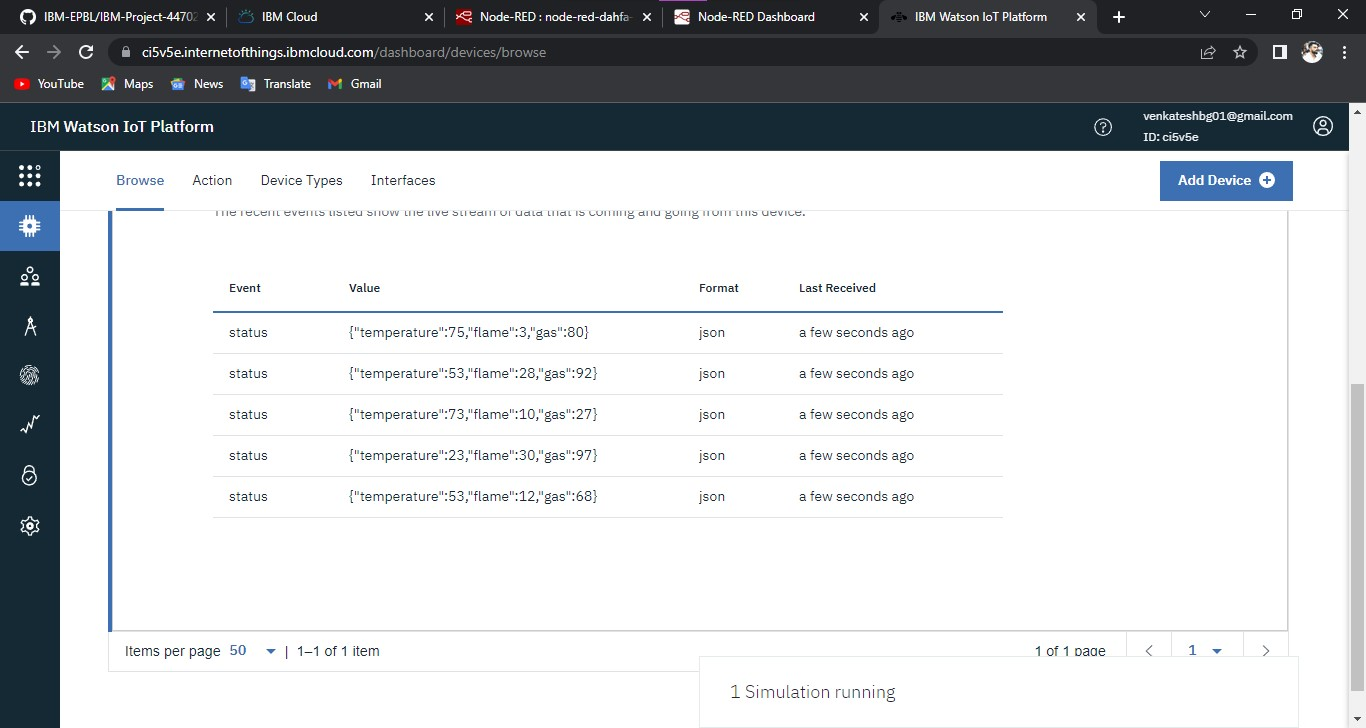 IBM-EPBL/IBM-Project-44702
IBM Cloud
Node-RED : node-red-dahfa-
Node-RED Dashboard
IBM Watson IoT Platform
ci5v5e.internetofthings.ibmcloud.com/dashboard/devices/browse
YouTube Maps News Translate Gmail
IBM Watson IoT Platform
venkateshbg01@gmail.com
ID: ci5v5e
Browse Action Device Types Interfaces
Add Device
The recent events listed show the live stream of data that is coming and going from this device.
Event Value Format Last Received
status {"temperature":75,"flame":3,"gas":80} json a few seconds ago
status {"temperature":53,"flame":28,"gas":92} json a few seconds ago
status {"temperature":73,"flame":10,"gas":27} json a few seconds ago
status {"temperature":23,"flame":30,"gas":97} json a few seconds ago
status {"temperature":53,"flame":12,"gas":68} json a few seconds ago
Items per page 50 | 1–1 of 1 item
1 of 1 page 1
1 Simulation running